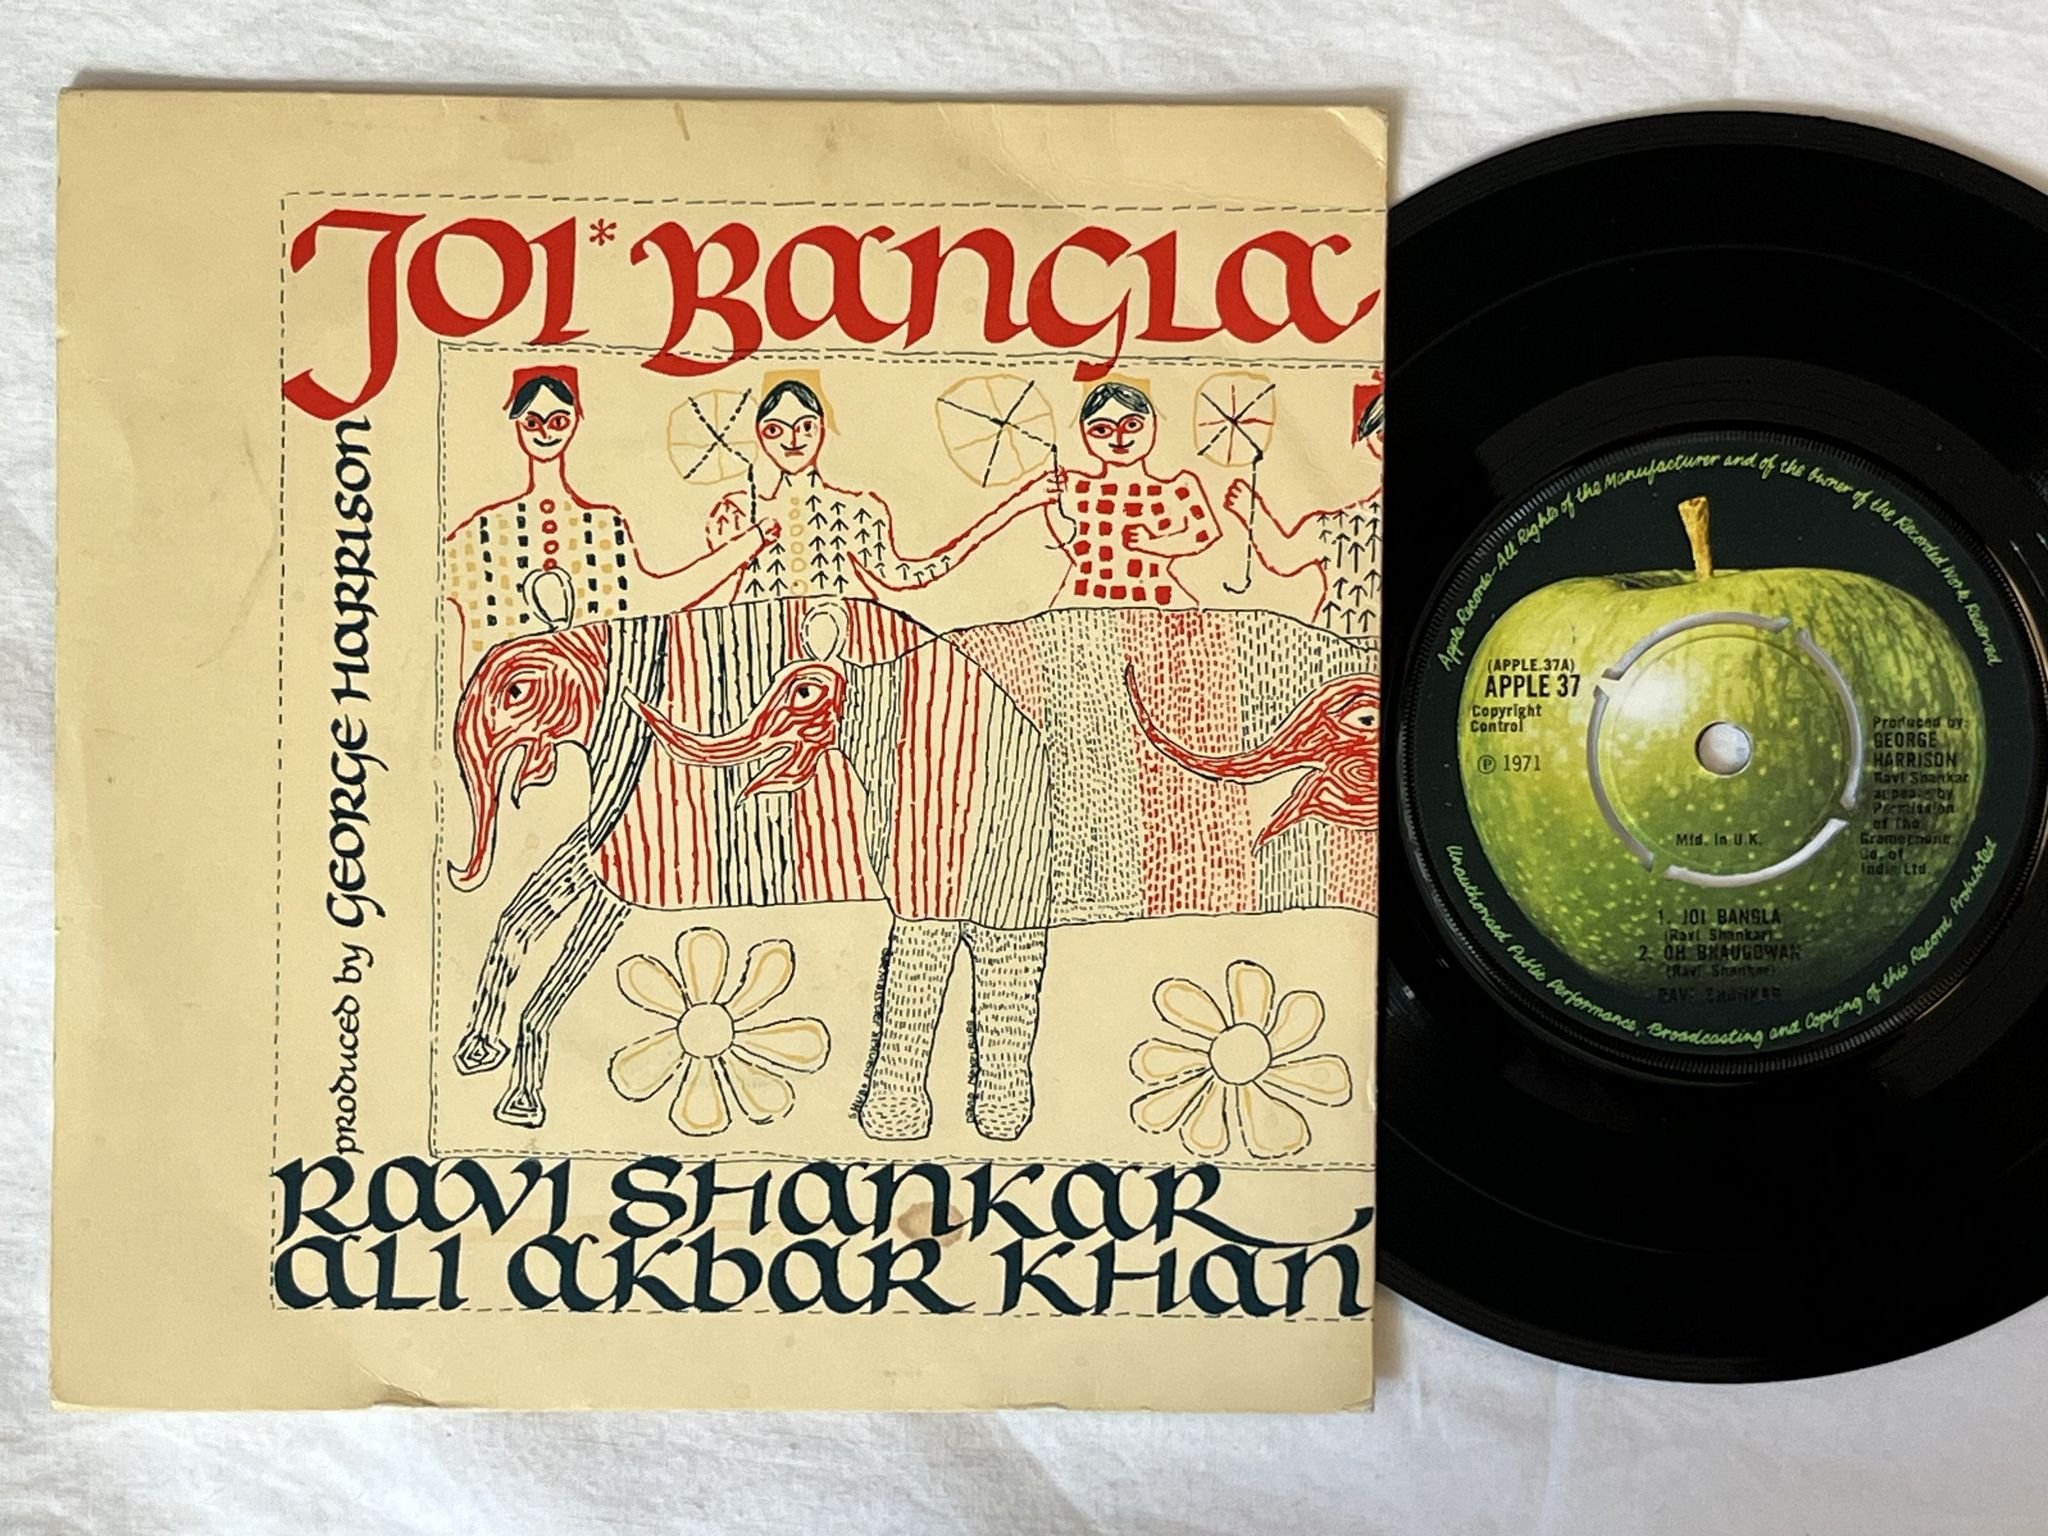 JOI* BANGLA
produced by GEORGE HARRISON
RAVI SHANKAR
ALI AKBAR KHAN
Apple Records-All Rights of the Manufacturer and of the Owner of the Recorded Work Reserved
(APPLE.37A)
APPLE 37
Copyright
Control
Ⓟ 1971
Produced by:
GEORGE
HARRISON
Ravi Shankar
appears by
Permission
of The
Gramophone
Co. of
India Ltd.
Mfd. in U.K.
1. JOI BANGLA
(Ravi Shankar)
2. OH BHAUGOWAN
(Ravi Shankar)
RAVI SHANKAR
Unauthorised Public Performance, Broadcasting and Copying of this Record Prohibited